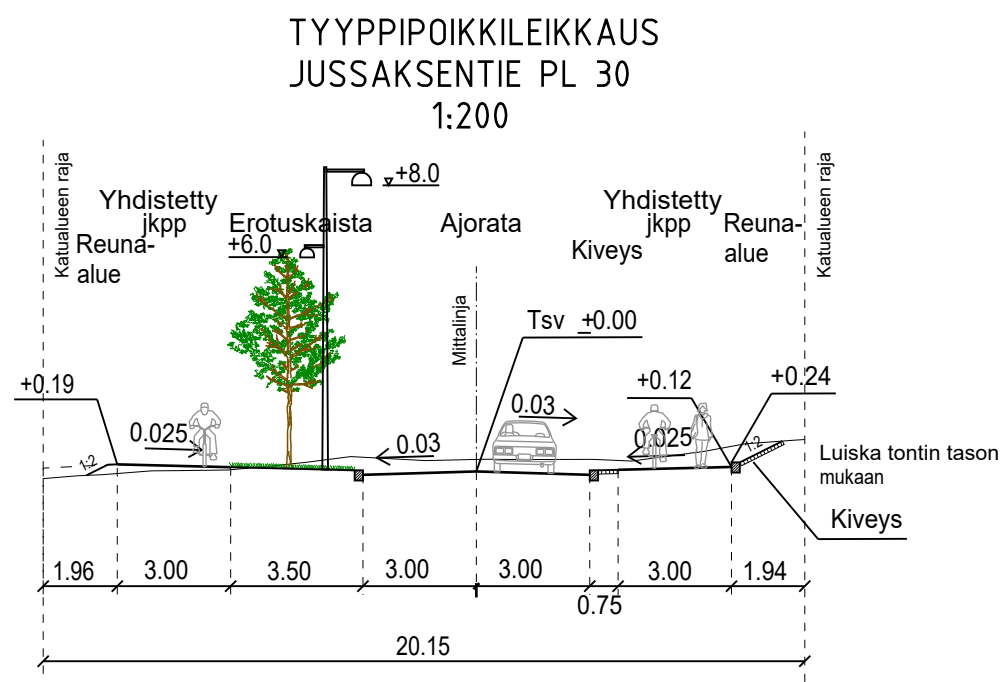 TYYPPIPOIKKILEIKKAUS
JUSSAKSENTIE PL 30
1:200
Katualueen raja
Reuna-
alue
Yhdistetty
jkpp
Erotuskaista
+6.0
+8.0
Ajorata
Mittalinja
Kiveys
Yhdistetty
jkpp
Reuna-
alue
Katualueen raja
Tsv ±0.00
+0.19
0.025
1:2
0.03
0.03
+0.12
0.025
+0.24
1:2
Luiska tontin tason
mukaan
Kiveys
1.96
3.00
3.50
3.00
3.00
0.75
3.00
1.94
20.15